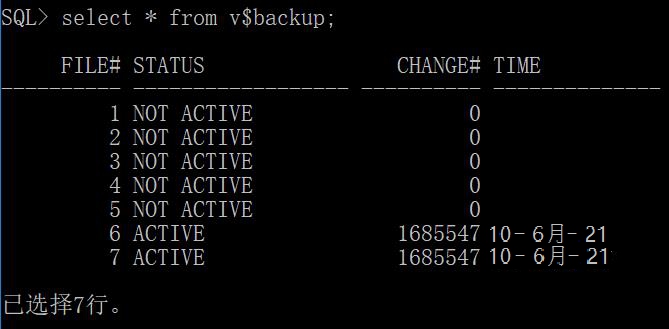 SQL> select * from v$backup;
FILE# STATUS CHANGE# TIME
---------- ------------------ ---------- --------------
1 NOT ACTIVE 0
2 NOT ACTIVE 0
3 NOT ACTIVE 0
4 NOT ACTIVE 0
5 NOT ACTIVE 0
6 ACTIVE 1685547 10-6月-21
7 ACTIVE 1685547 10-6月-21
已选择7行。